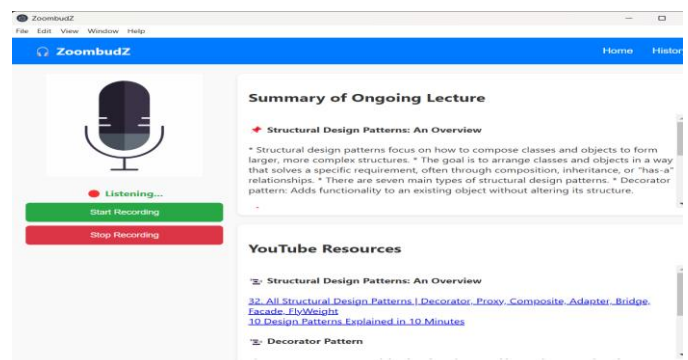 ZoombudZ
File Edit View Window Help
ZoombudZ
Home Histor
Summary of Ongoing Lecture
Structural Design Patterns: An Overview
* Structural design patterns focus on how to compose classes and objects to form
larger, more complex structures. * The goal is to arrange classes and objects in a way
that solves a specific requirement, often through composition, inheritance, or "has-a"
relationships. * There are seven main types of structural design patterns. * Decorator
pattern: Adds functionality to an existing object without altering its structure.
Listening...
Start Recording
Stop Recording
YouTube Resources
Structural Design Patterns: An Overview
32. All Structural Design Patterns | Decorator, Proxy, Composite, Adapter, Bridge,
Facade, FlyWeight
10 Design Patterns Explained in 10 Minutes
Decorator Pattern